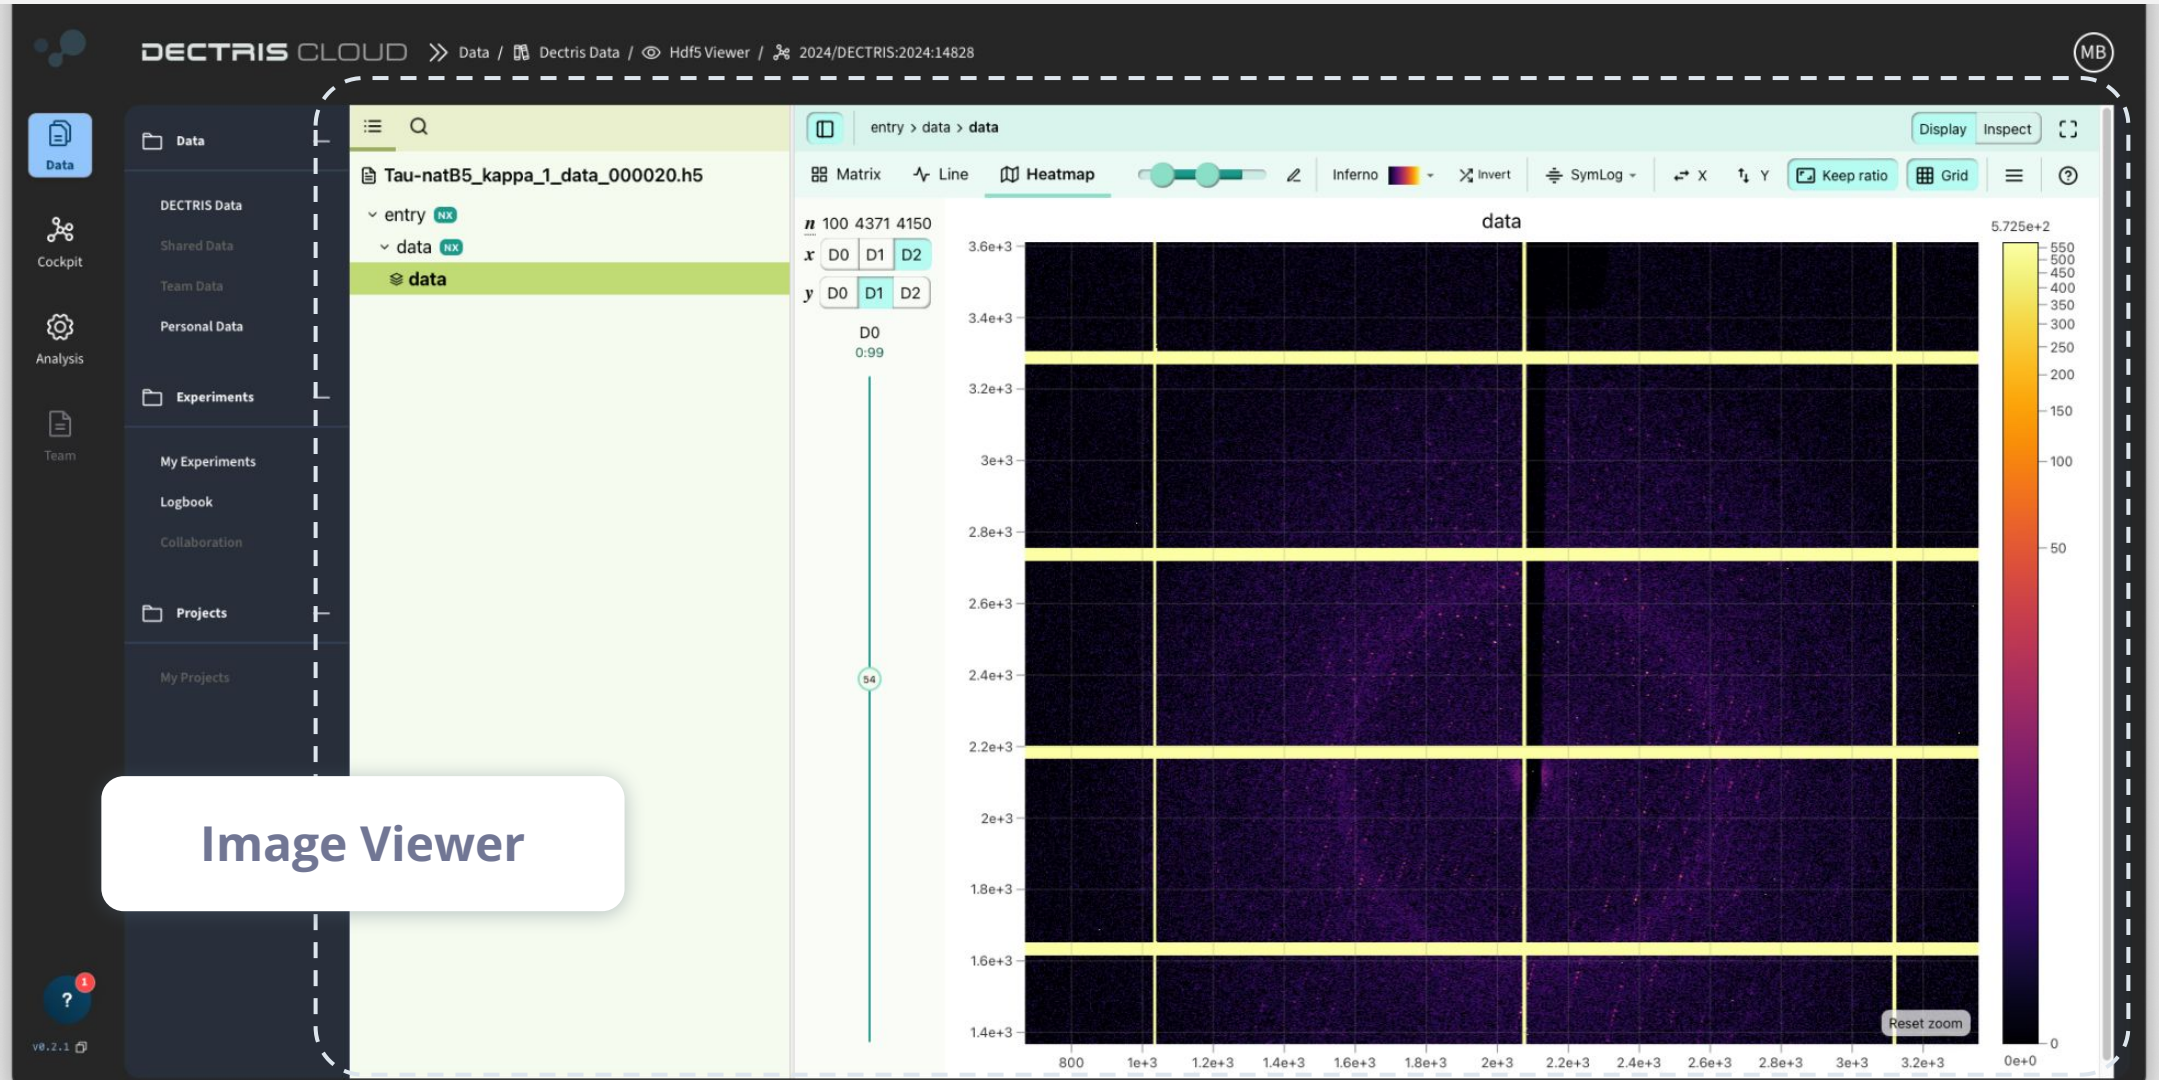 DECTRIS CLOUD Data / Dectris Data / Hdf5 Viewer / 2024/DECTRIS:2024:14828
MB
Data
Cockpit
Analysis
Team
1
?
v0.2.1
Data
DECTRIS Data
Shared Data
Team Data
Personal Data
Experiments
My Experiments
Logbook
Collaboration
Projects
My Projects
Image Viewer
Tau-natB5_kappa_1_data_000020.h5
entry NX
data NX
data
entry > data > data
Display Inspect
Matrix Line Heatmap Inferno Invert SymLog X Y Keep ratio Grid
n 100 4371 4150
x D0 D1 D2
y D0 D1 D2
D0
0:99
54
data
3.6e+3
3.4e+3
3.2e+3
3e+3
2.8e+3
2.6e+3
2.4e+3
2.2e+3
2e+3
1.8e+3
1.6e+3
1.4e+3
800 1e+3 1.2e+3 1.4e+3 1.6e+3 1.8e+3 2e+3 2.2e+3 2.4e+3 2.6e+3 2.8e+3 3e+3 3.2e+3
Reset zoom
5.725e+2
550
500
450
400
350
300
250
200
150
100
50
0
0e+0